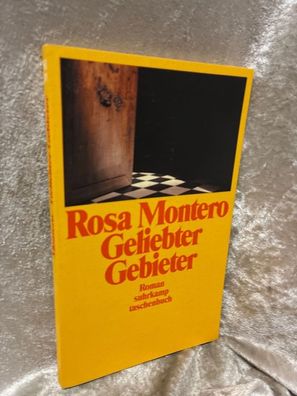 Rosa Montero
Geliebter
Gebieter
Roman
suhrkamp
taschenbuch